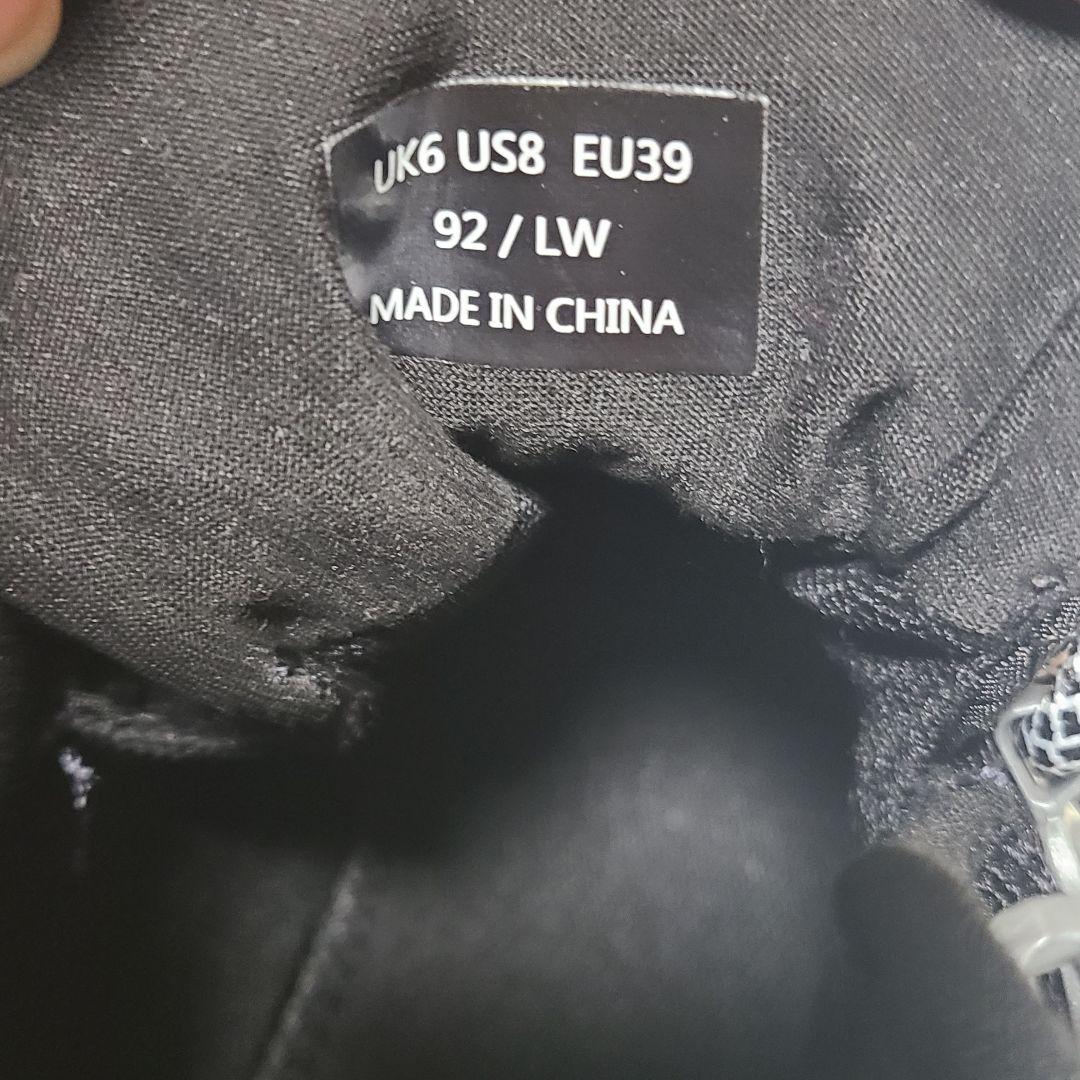 UK6 US8 EU39
92 / LW
MADE IN CHINA